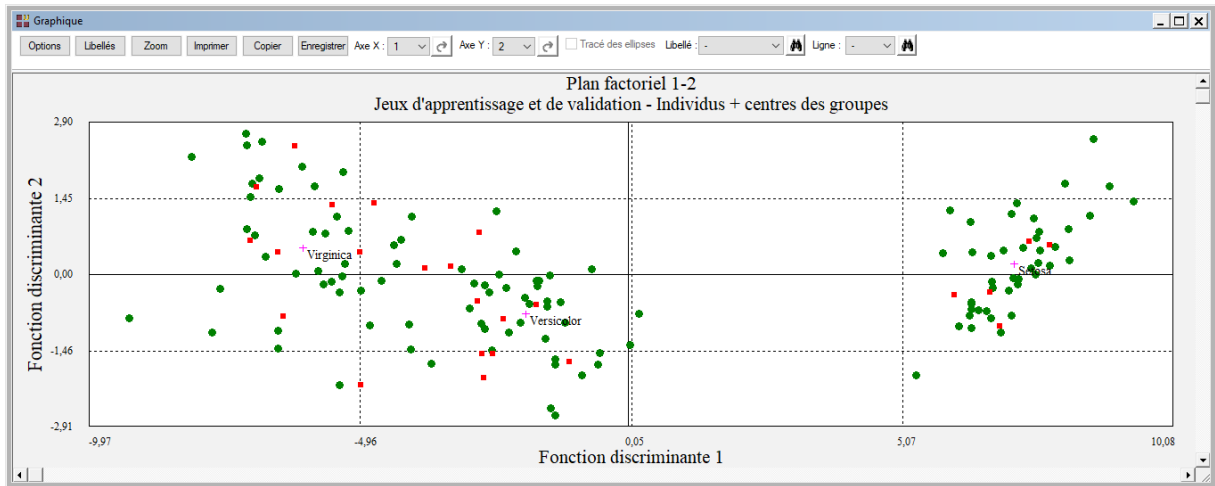 Graphique
Options Libellés Zoom Imprimer Copier Enregistrer Axe X : 1 Axe Y : 2 Tracé des ellipses Libellé : - Ligne : -
Plan factoriel 1-2
Jeux d'apprentissage et de validation - Individus + centres des groupes
Fonction discriminante 2
2,90
1,45
0,00
-1,46
-2,91
Virginica
Setosa
Versicolor
-9,97 -4,96 0,05 5,07 10,08
Fonction discriminante 1